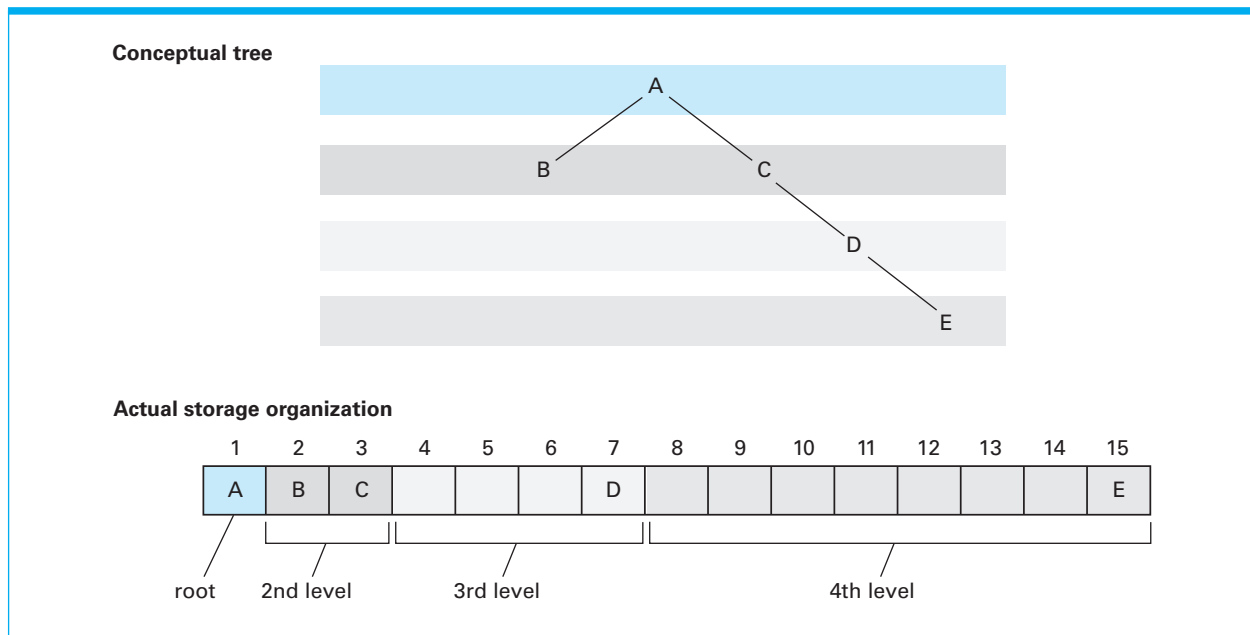 Conceptual tree
A
B C
D
E
Actual storage organization
1 2 3 4 5 6 7 8 9 10 11 12 13 14 15
A B C D E
root 2nd level 3rd level 4th level